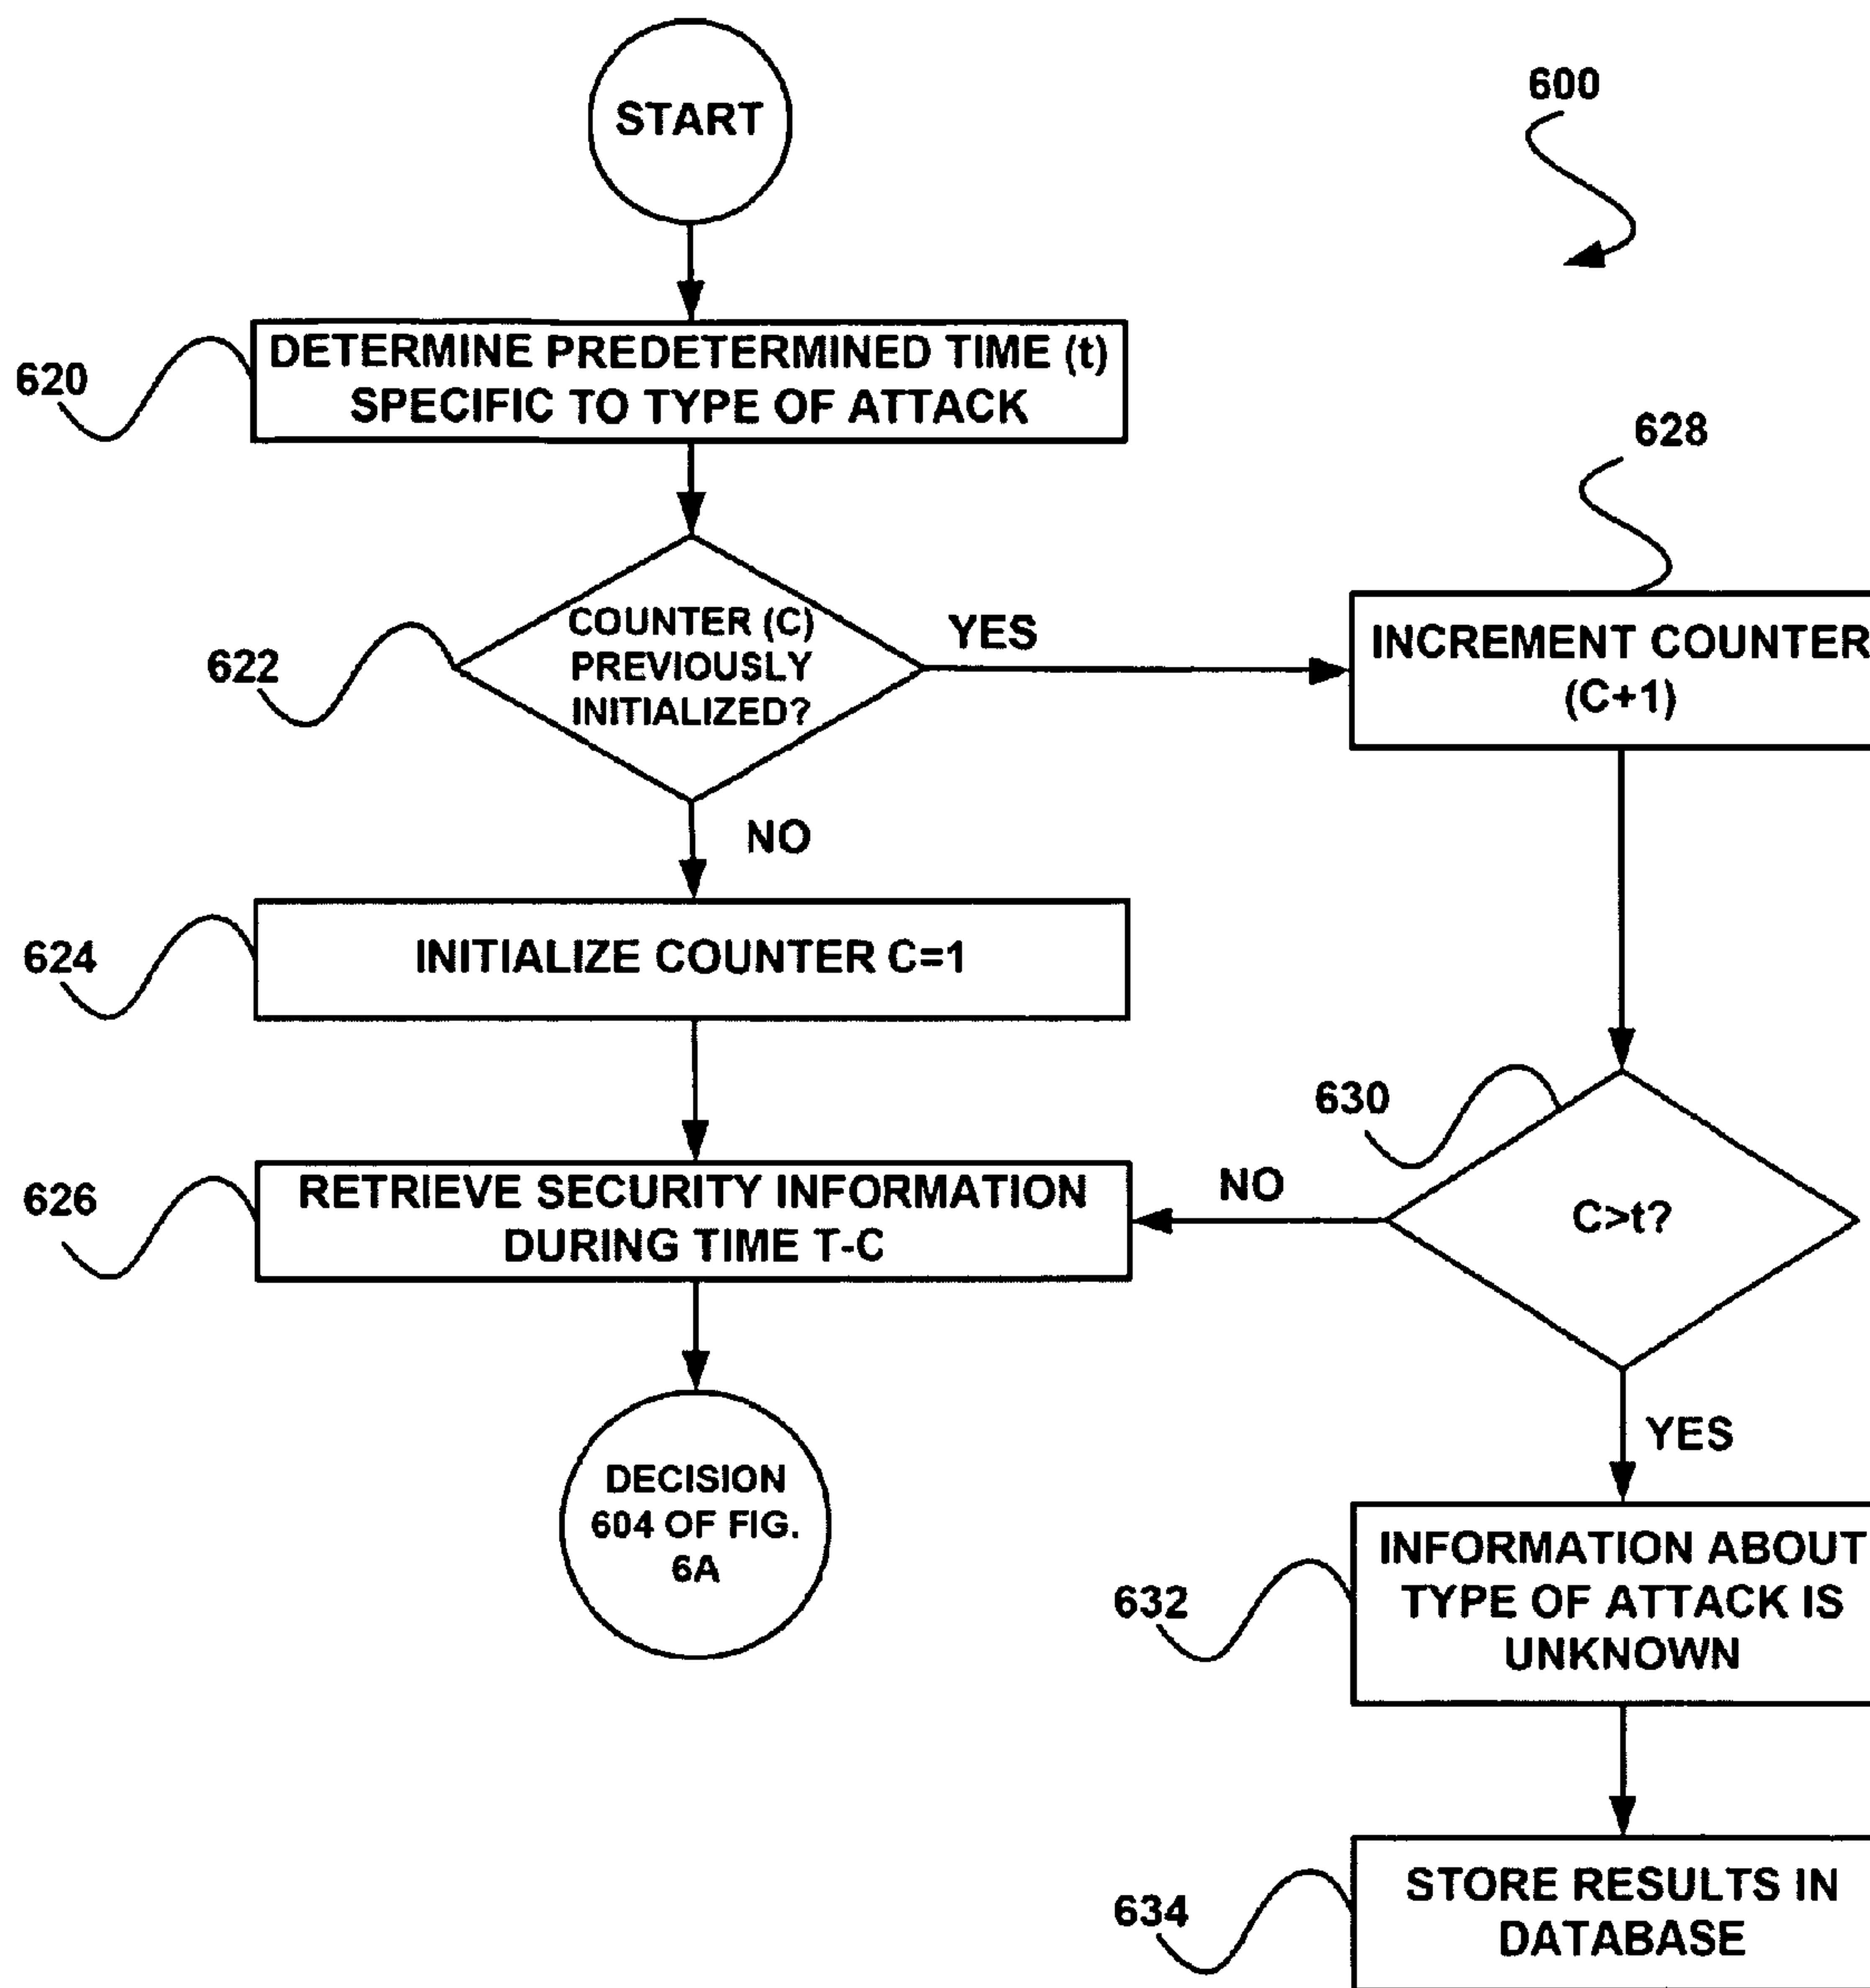 START
600
620
DETERMINE PREDETERMINED TIME (t)
SPECIFIC TO TYPE OF ATTACK
628
622
COUNTER (C)
PREVIOUSLY
INITIALIZED?
YES
INCREMENT COUNTER
(C+1)
NO
624
INITIALIZE COUNTER C=1
630
626
RETRIEVE SECURITY INFORMATION
DURING TIME T-C
NO
C>t?
YES
DECISION
604 OF FIG.
6A
632
INFORMATION ABOUT
TYPE OF ATTACK IS
UNKNOWN
634
STORE RESULTS IN
DATABASE